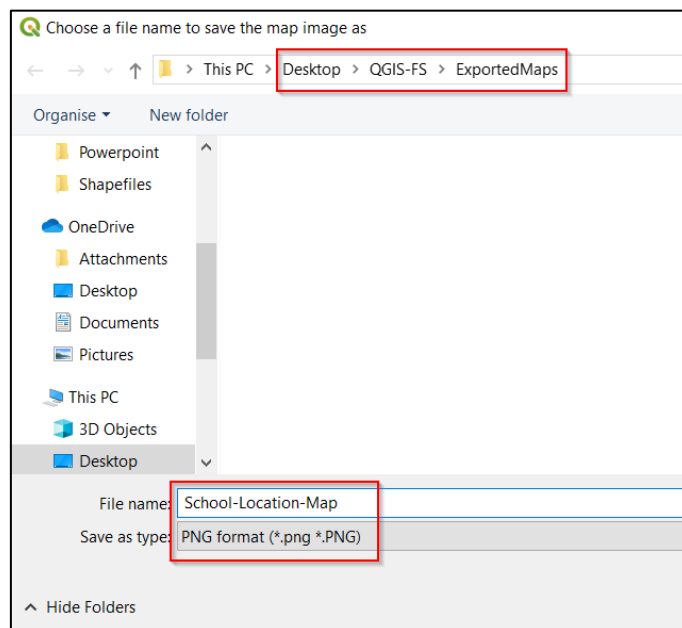 Choose a file name to save the map image as
This PC > Desktop > QGIS-FS > ExportedMaps
Organise New folder
Powerpoint
Shapefiles
OneDrive
Attachments
Desktop
Documents
Pictures
This PC
3D Objects
Desktop
File name: School-Location-Map
Save as type: PNG format (*.png *.PNG)
Hide Folders